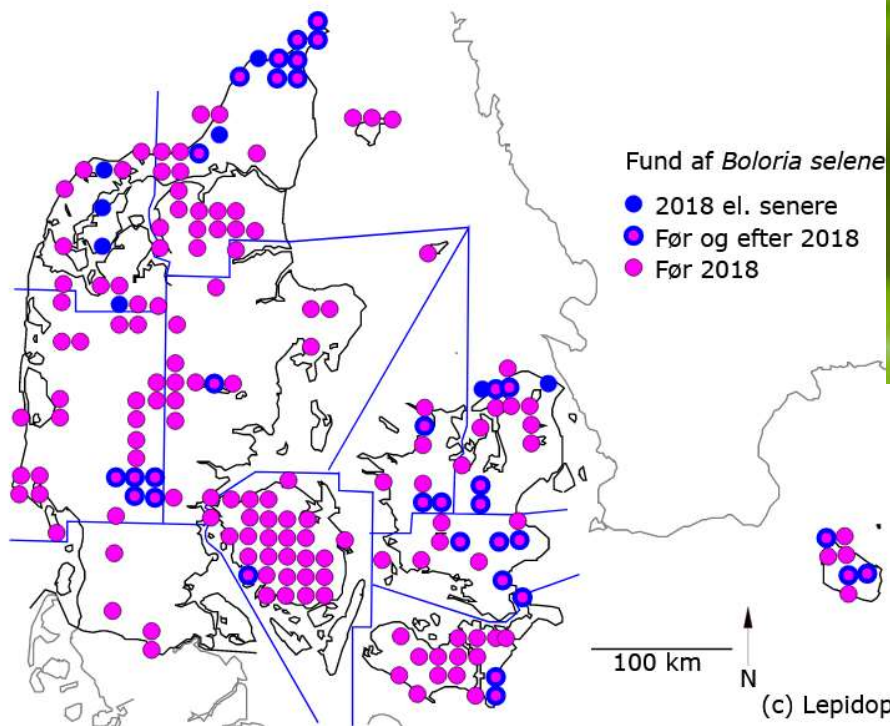 Fund af Boloria selene
2018 el. senere
Før og efter 2018
Før 2018
100 km
N
(c) Lepidop